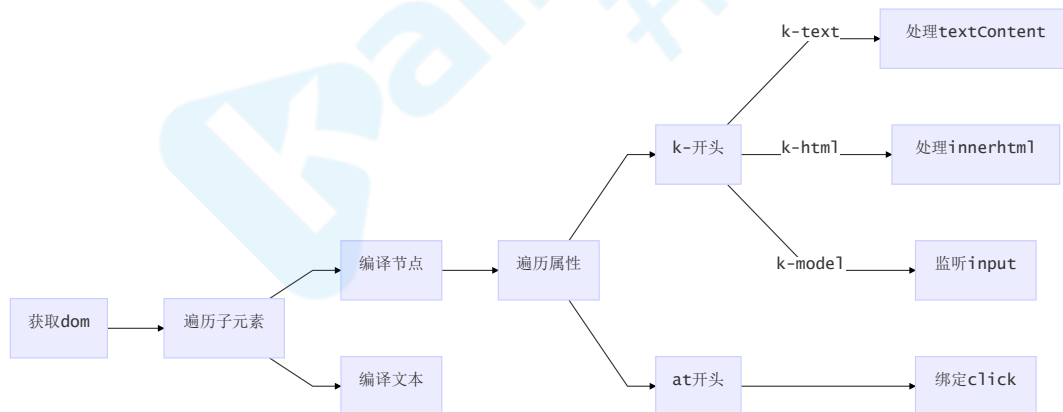 k-text
处理textContent
k-开头
k-html
处理innerhtml
编译节点
遍历属性
k-model
监听input
获取dom
遍历子元素
编译文本
at开头
绑定click